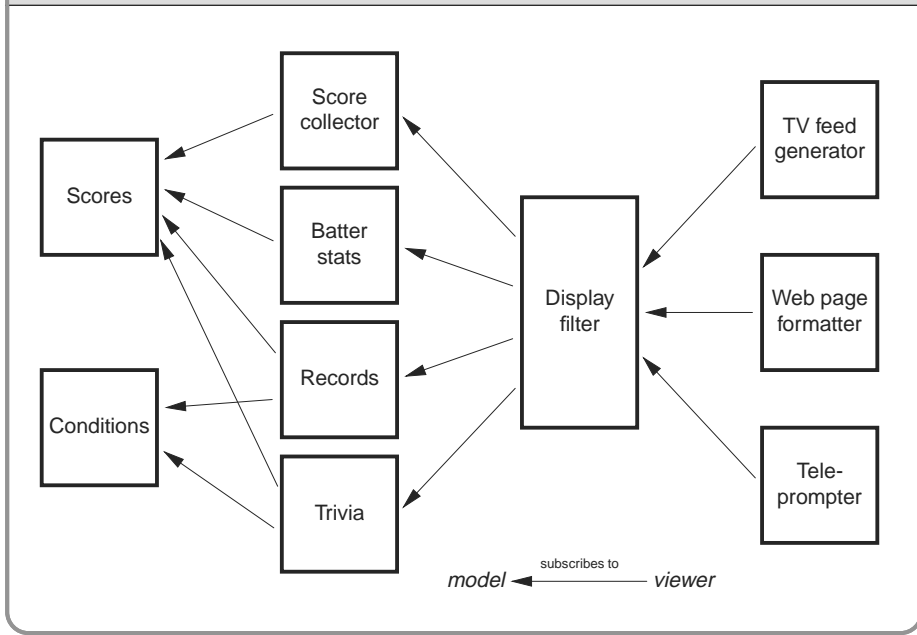 Score
collector
TV feed
generator
Scores
Batter
stats
Display
filter
Web page
formatter
Records
Conditions
Trivia
Tele-
prompter
subscribes to
model
viewer